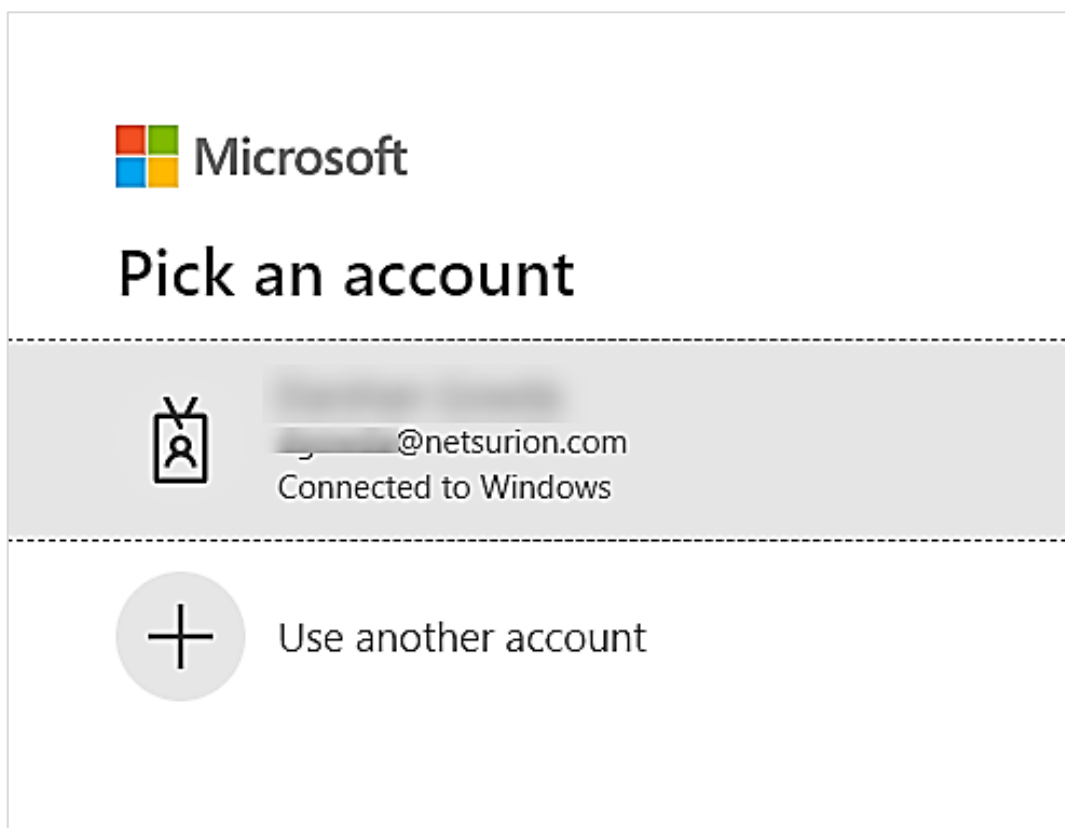 Microsoft
Pick an account
@netsurion.com
Connected to Windows
Use another account